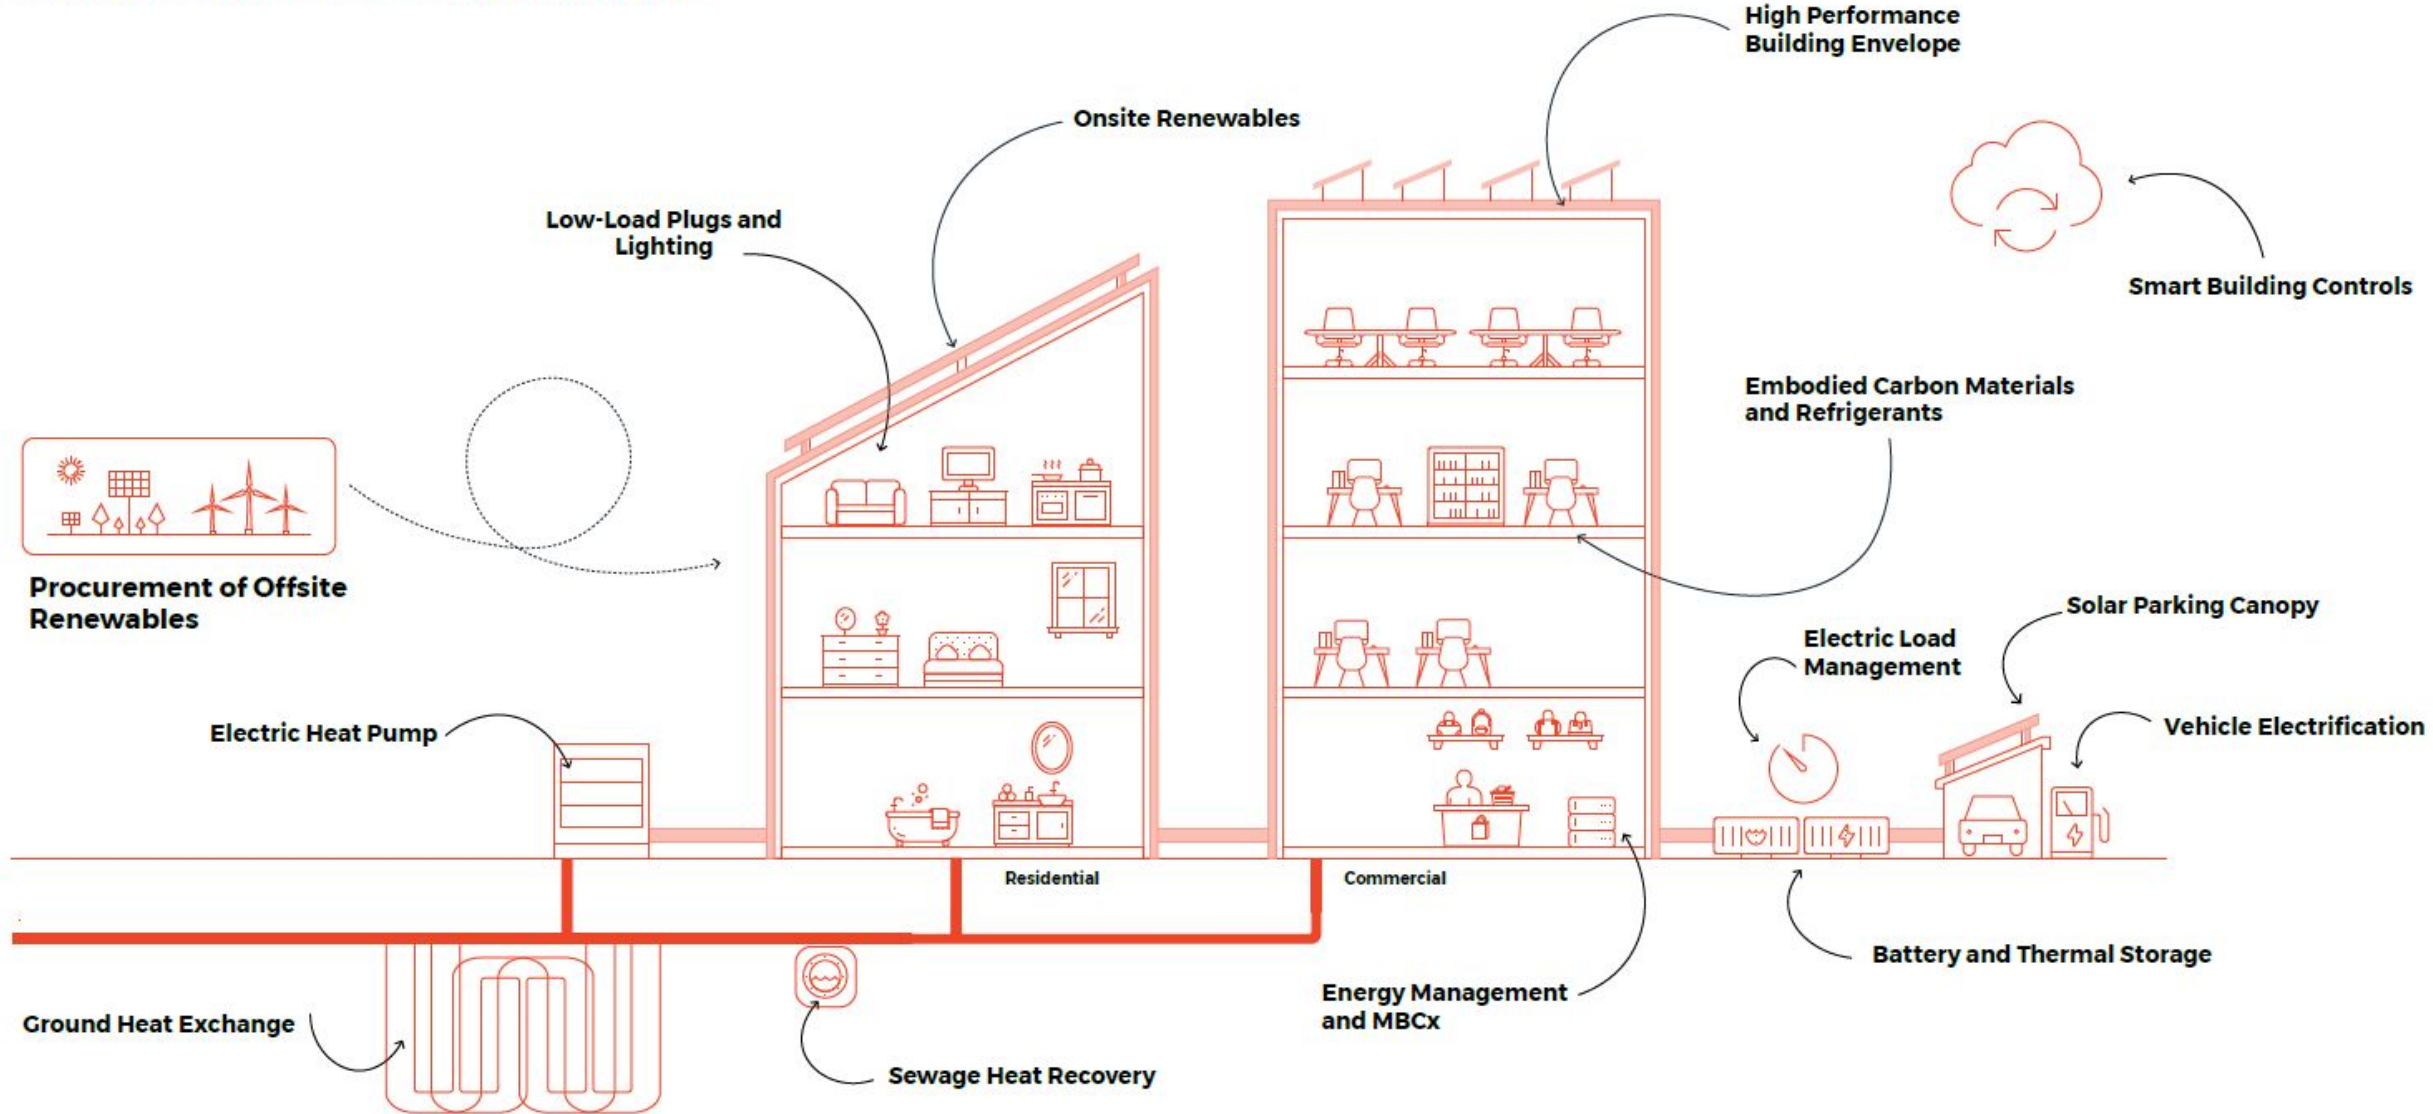 High Performance
Building Envelope
Onsite Renewables
Low-Load Plugs and
Lighting
Smart Building Controls
Embodied Carbon Materials
and Refrigerants
Procurement of Offsite
Renewables
Solar Parking Canopy
Electric Load
Management
Electric Heat Pump
Vehicle Electrification
Residential
Commercial
Battery and Thermal Storage
Energy Management
and MBCx
Ground Heat Exchange
Sewage Heat Recovery